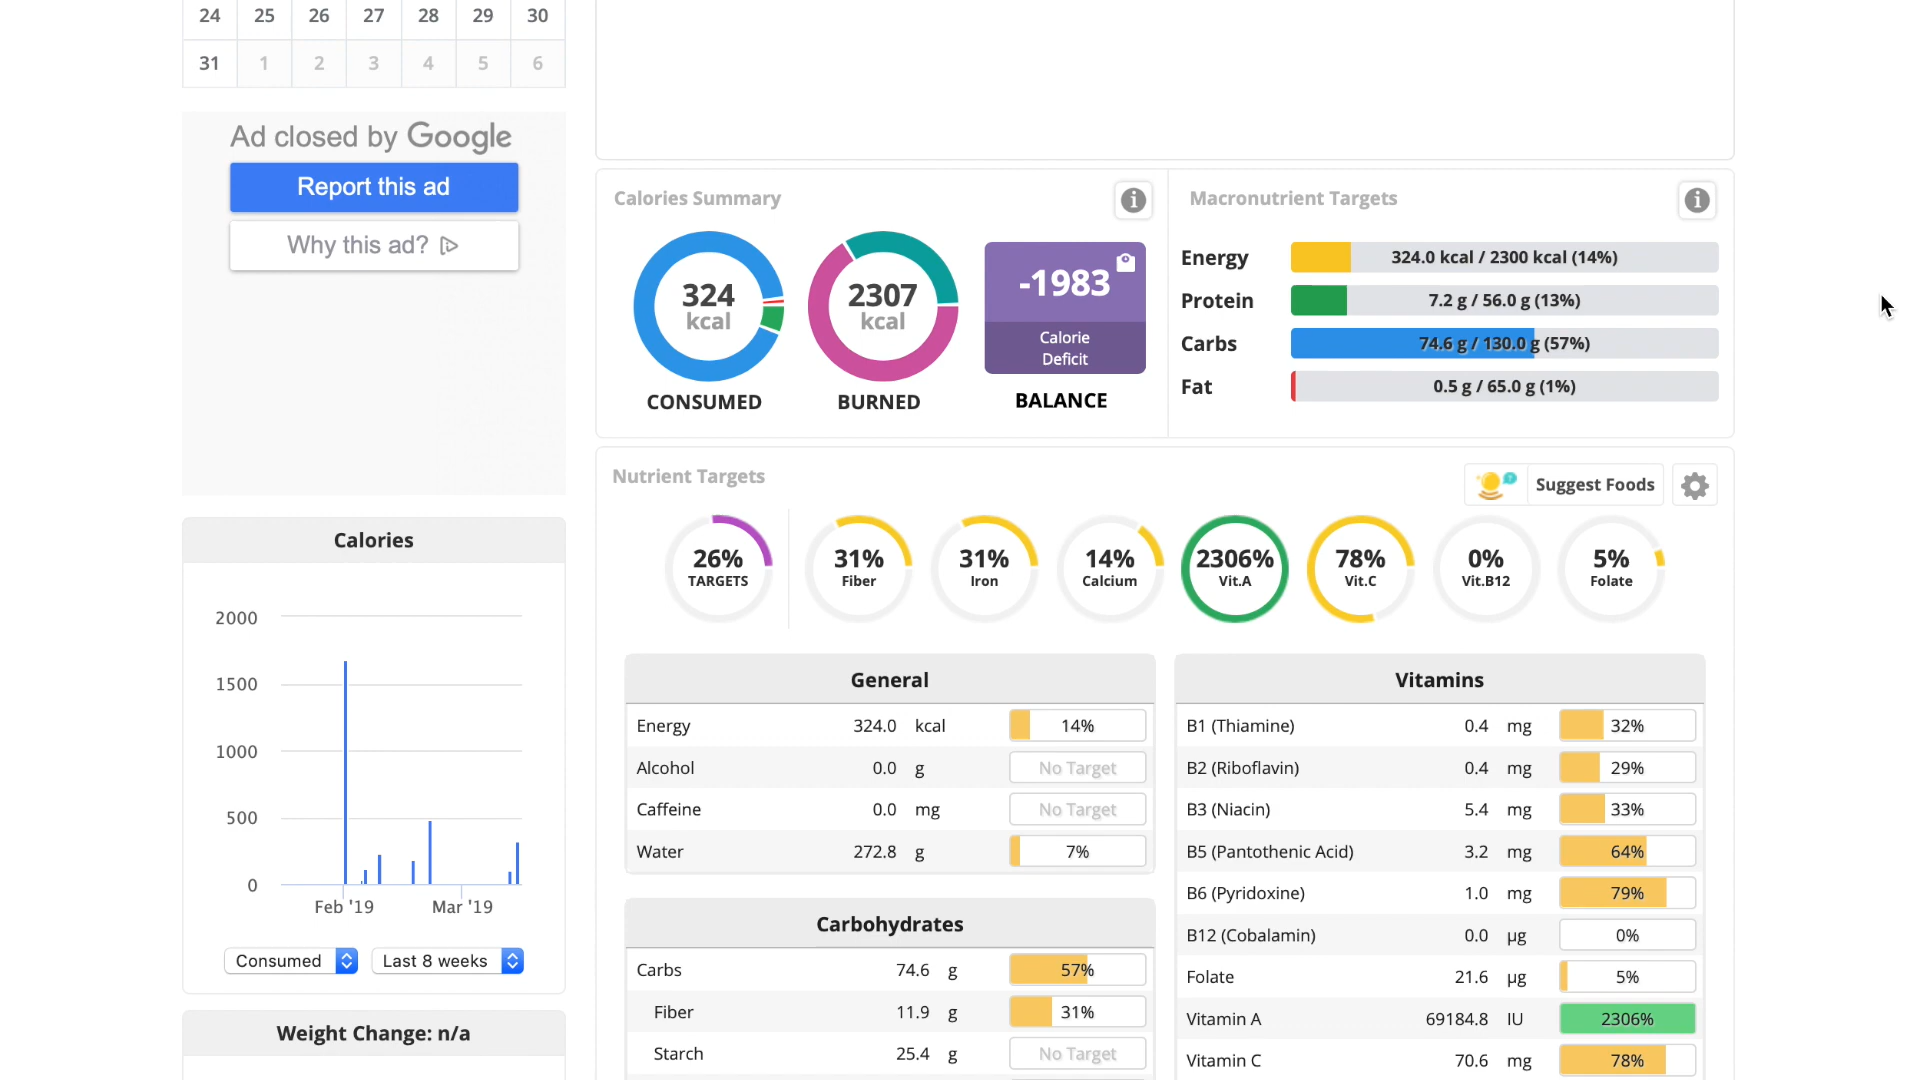 24 25 26 27 28 29 30
31 1 2 3 4 5 6
Ad closed by Google
Report this ad
Why this ad?
Calories
2000
1500
1000
500
0
Feb '19 Mar '19
Consumed Last 8 weeks
Weight Change: n/a
Calories Summary
324
kcal
CONSUMED
2307
kcal
BURNED
-1983
Calorie
Deficit
BALANCE
Macronutrient Targets
Energy 324.0 kcal / 2300 kcal (14%)
Protein 7.2 g / 56.0 g (13%)
Carbs 74.6 g / 130.0 g (57%)
Fat 0.5 g / 65.0 g (1%)
Nutrient Targets
Suggest Foods
26% 31% 31% 14% 2306% 78% 0% 5%
TARGETS Fiber Iron Calcium Vit.A Vit.C Vit.B12 Folate
General
Energy 324.0 kcal 14%
Alcohol 0.0 g No Target
Caffeine 0.0 mg No Target
Water 272.8 g 7%
Carbohydrates
Carbs 74.6 g 57%
Fiber 11.9 g 31%
Starch 25.4 g No Target
Vitamins
B1 (Thiamine) 0.4 mg 32%
B2 (Riboflavin) 0.4 mg 29%
B3 (Niacin) 5.4 mg 33%
B5 (Pantothenic Acid) 3.2 mg 64%
B6 (Pyridoxine) 1.0 mg 79%
B12 (Cobalamin) 0.0 µg 0%
Folate 21.6 µg 5%
Vitamin A 69184.8 IU 2306%
Vitamin C 70.6 mg 78%